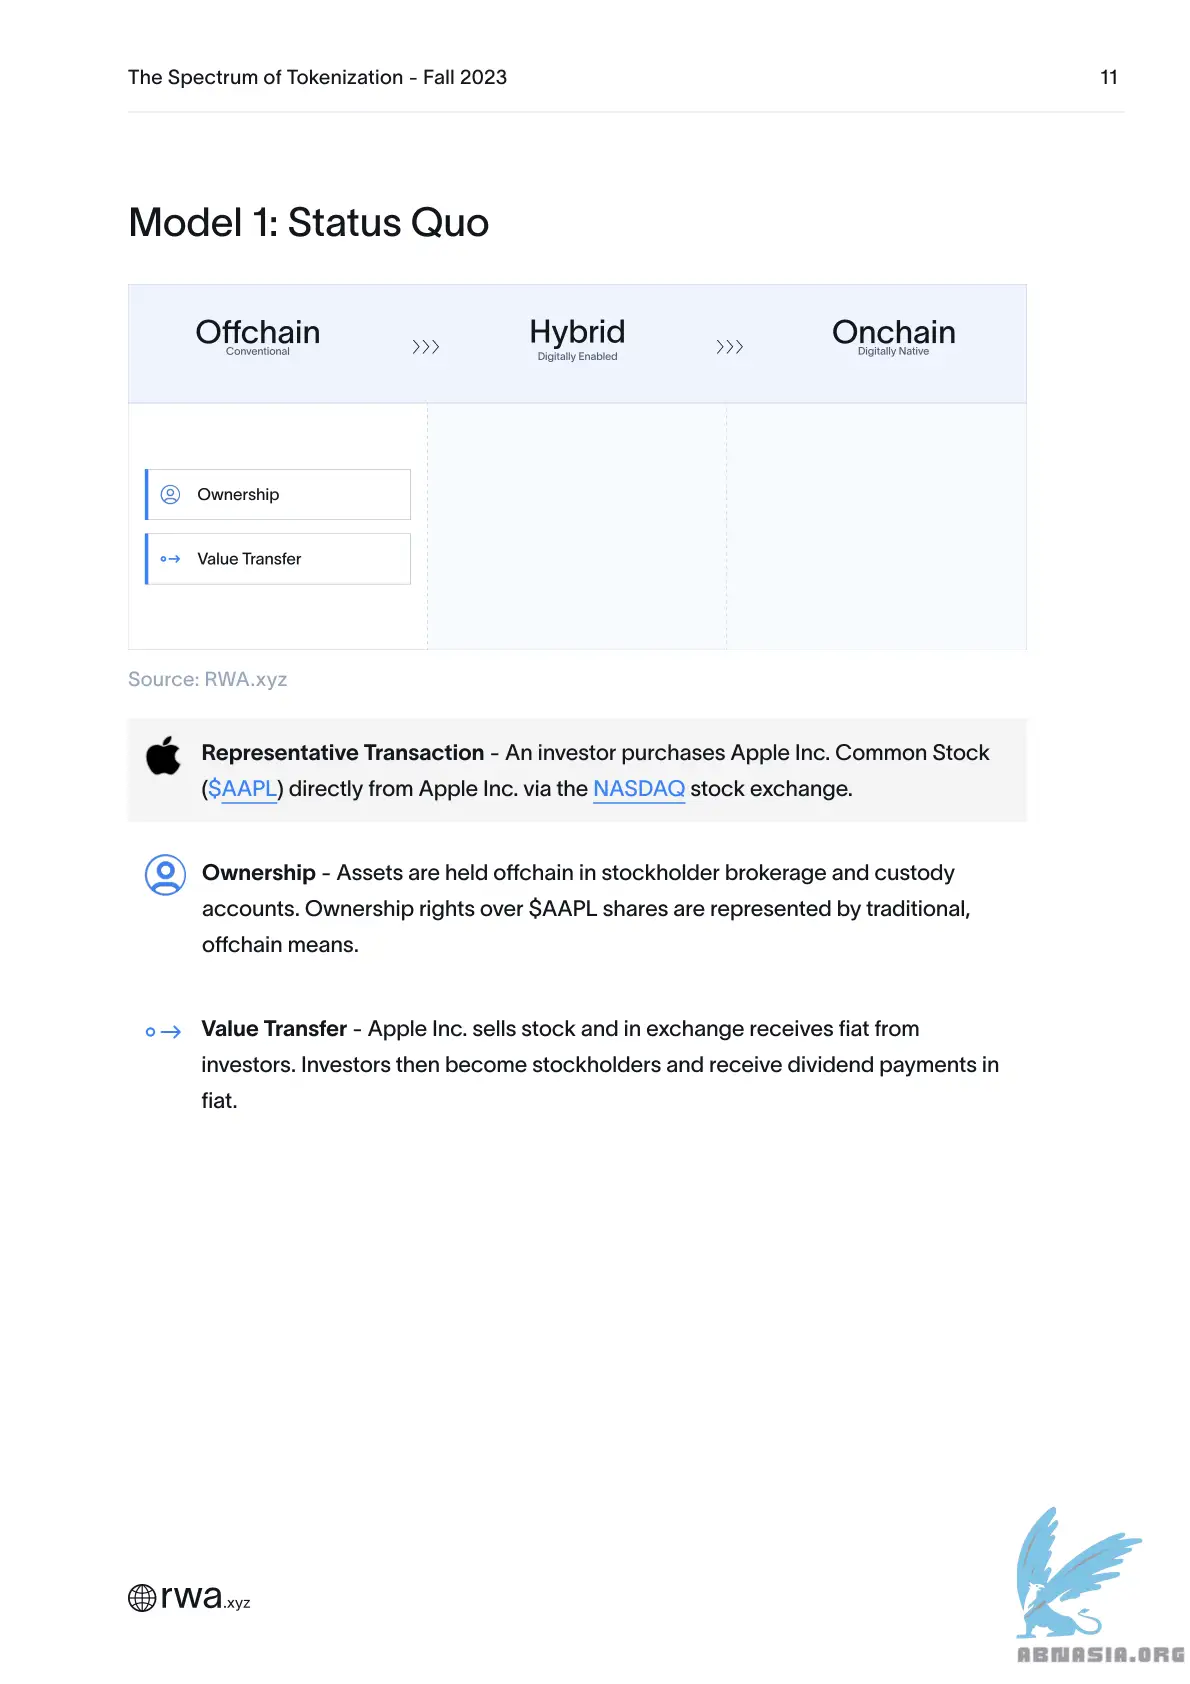 The Spectrum of Tokenization - Fall 2023
11
Model 1: Status Quo
Offchain
Conventional
Hybrid
Digitally Enabled
Onchain
Digitally Native
Ownership
Value Transfer
Source: RWA.xyz
Representative Transaction - An investor purchases Apple Inc. Common Stock
($AAPL) directly from Apple Inc. via the NASDAQ stock exchange.
Ownership - Assets are held offchain in stockholder brokerage and custody
accounts. Ownership rights over $AAPL shares are represented by traditional,
offchain means.
Value Transfer - Apple Inc. sells stock and in exchange receives fiat from
investors. Investors then become stockholders and receive dividend payments in
fiat.
rwa.xyz
ABNASIA.ORG